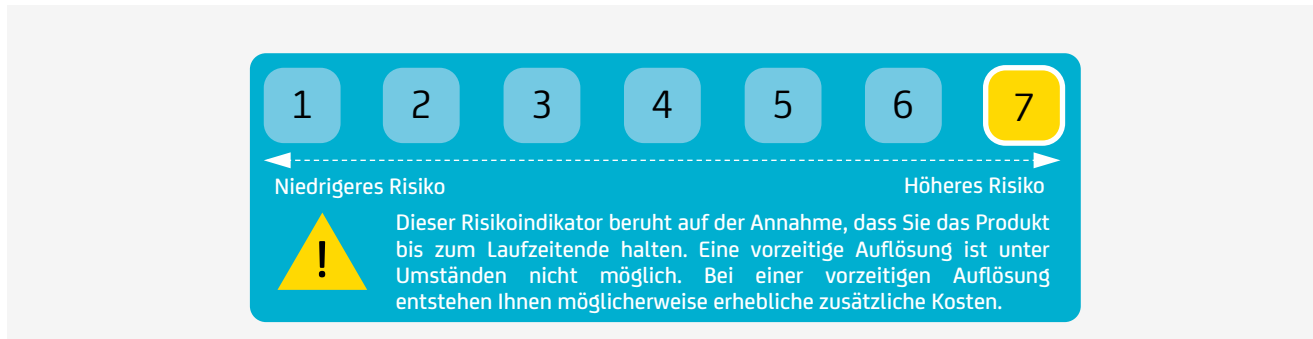 1 2 3 4 5 6 7
Niedrigeres Risiko Höheres Risiko
!
Dieser Risikoindikator beruht auf der Annahme, dass Sie das Produkt
bis zum Laufzeitende halten. Eine vorzeitige Auflösung ist unter
Umständen nicht möglich. Bei einer vorzeitigen Auflösung
entstehen Ihnen möglicherweise erhebliche zusätzliche Kosten.